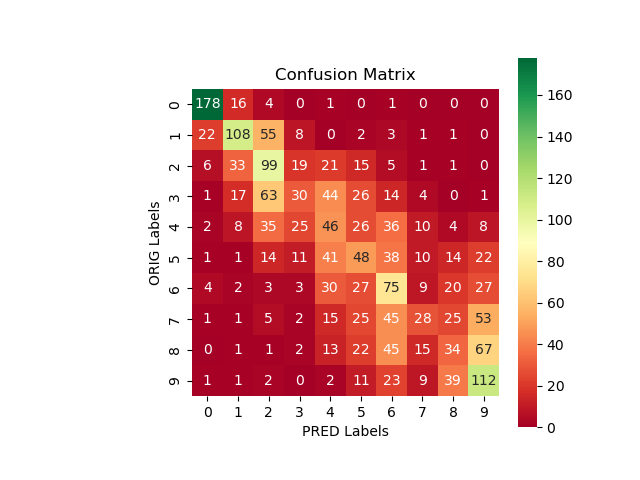 Confusion Matrix
0 178 16 4 0 1 0 1 0 0 0
1 22 108 55 8 0 2 3 1 1 0
2 6 33 99 19 21 15 5 1 1 0
3 1 17 63 30 44 26 14 4 0 1
4 2 8 35 25 46 26 36 10 4 8
5 1 1 14 11 41 48 38 10 14 22
6 4 2 3 3 30 27 75 9 20 27
7 1 1 5 2 15 25 45 28 25 53
8 0 1 1 2 13 22 45 15 34 67
9 1 1 2 0 2 11 23 9 39 112
0 1 2 3 4 5 6 7 8 9
PRED Labels
ORIG Labels
160
140
120
100
80
60
40
20
0